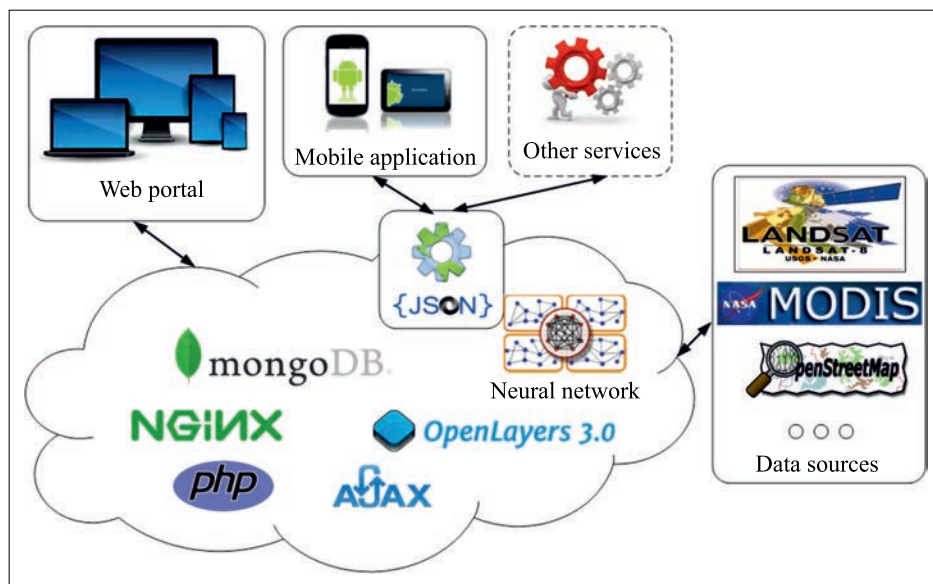 Web portal
Mobile application
Other services
{JSON}
LANDSAT
LANDSAT-8
USGS • NASA
NASA
MODIS
OpenStreetMap
Data sources
mongoDB
Neural network
NGINX
OpenLayers 3.0
php
AJAX